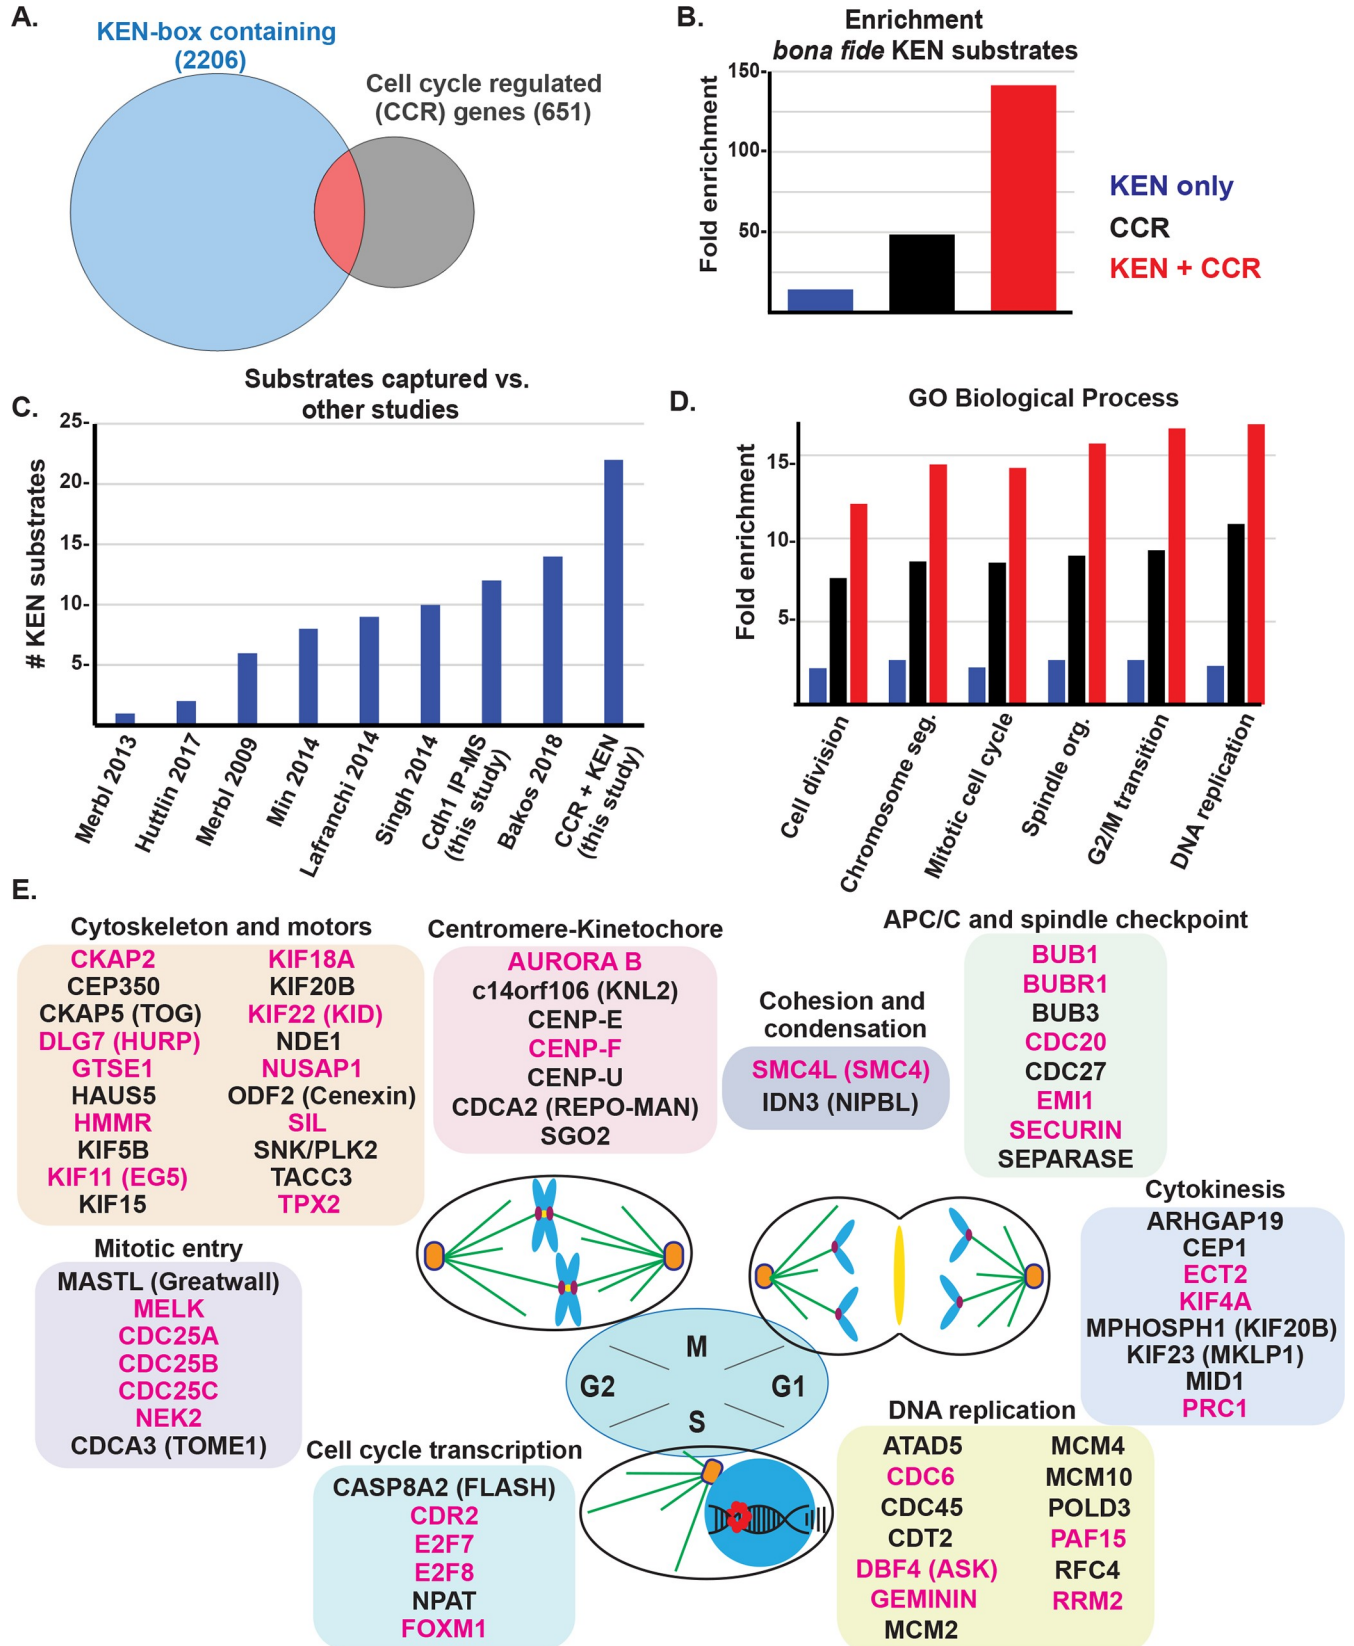 A.
KEN-box containing
(2206)
Cell cycle regulated
(CCR) genes (651)
B.
Enrichment
bona fide KEN substrates
Fold enrichment
150-
100-
50-
KEN only
CCR
KEN + CCR
C.
Substrates captured vs.
other studies
# KEN substrates
25-
20-
15-
10-
5-
Merbl 2013
Huttlin 2017
Merbl 2009
Min 2014
Lafranchi 2014
Singh 2014
Cdh1 IP-MS
(this study)
Bakos 2018
CCR + KEN
(this study)
D.
GO Biological Process
Fold enrichment
15-
10-
5-
Cell division
Chromosome seg.
Mitotic cell cycle
Spindle org.
G2/M transition
DNA replication
E.
Cytoskeleton and motors
CKAP2
CEP350
CKAP5 (TOG)
DLG7 (HURP)
GTSE1
HAUS5
HMMR
KIF5B
KIF11 (EG5)
KIF15
KIF18A
KIF20B
KIF22 (KID)
NDE1
NUSAP1
ODF2 (Cenexin)
SIL
SNK/PLK2
TACC3
TPX2
Centromere-Kinetochore
AURORA B
c14orf106 (KNL2)
CENP-E
CENP-F
CENP-U
CDCA2 (REPO-MAN)
SGO2
Cohesion and
condensation
SMC4L (SMC4)
IDN3 (NIPBL)
APC/C and spindle checkpoint
BUB1
BUBR1
BUB3
CDC20
CDC27
EMI1
SECURIN
SEPARASE
Cytokinesis
ARHGAP19
CEP1
ECT2
KIF4A
MPHOSPH1 (KIF20B)
KIF23 (MKLP1)
MID1
PRC1
Mitotic entry
MASTL (Greatwall)
MELK
CDC25A
CDC25B
CDC25C
NEK2
CDCA3 (TOME1)
M
G2
G1
S
Cell cycle transcription
CASP8A2 (FLASH)
CDR2
E2F7
E2F8
NPAT
FOXM1
DNA replication
ATAD5
CDC6
CDC45
CDT2
DBF4 (ASK)
GEMININ
MCM2
MCM4
MCM10
POLD3
PAF15
RFC4
RRM2